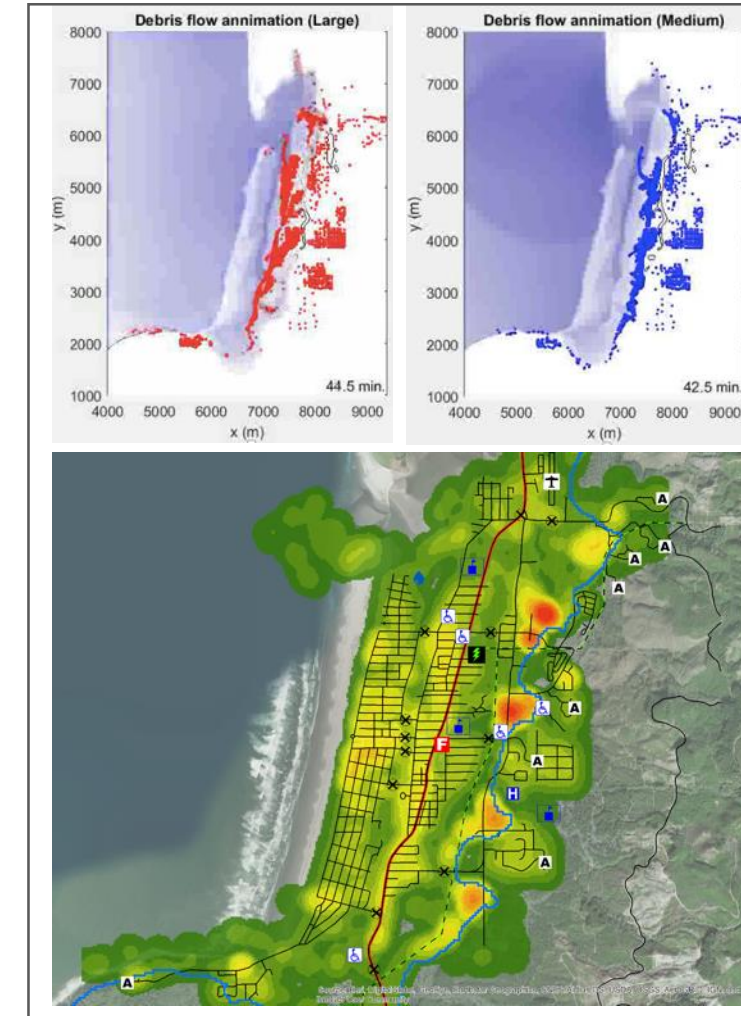 Debris flow annimation (Large)
8000
7000
6000
5000
4000
3000
2000
1000
y (m)
44.5 min.
4000 5000 6000 7000 8000 9000
x (m)
Debris flow annimation (Medium)
8000
7000
6000
5000
4000
3000
2000
1000
y (m)
42.5 min.
4000 5000 6000 7000 8000 9000
x (m)
A
A
A
A
A
A
F
A
H
A
A